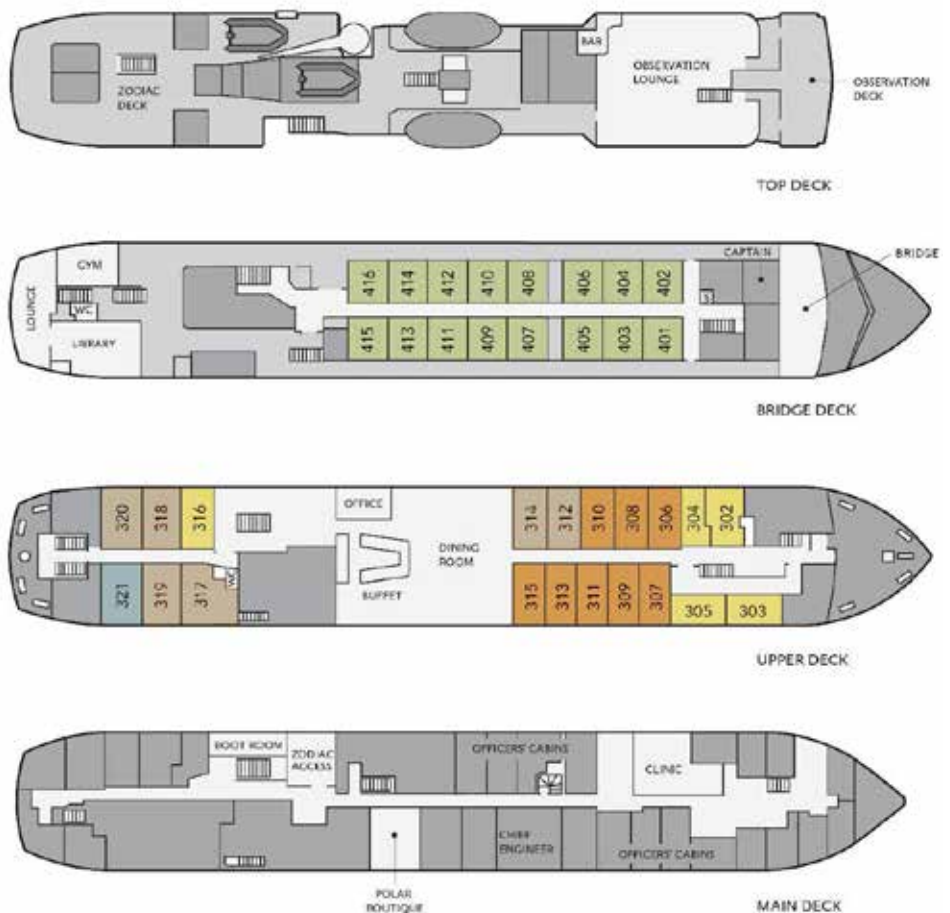 ZODIAC
DECK
BAR
OBSERVATION
LOUNGE
OBSERVATION
DECK
TOP DECK
LOUNGE
GYM
WC
LIBRARY
416 414 412 410 408 406 404 402
415 413 411 409 407 405 403 401
CAPTAIN
S
BRIDGE
BRIDGE DECK
320 318 316
321 319 317
WC
OFFICE
BUFFET
DINING
ROOM
314 312 310 308 306 304 302
315 313 311 309 307 305 303
UPPER DECK
BOOT ROOM
ZODIAC
ACCESS
OFFICERS' CABINS
CLINIC
CHIEF
ENGINEER
OFFICERS' CABINS
POLAR
BOUTIQUE
MAIN DECK